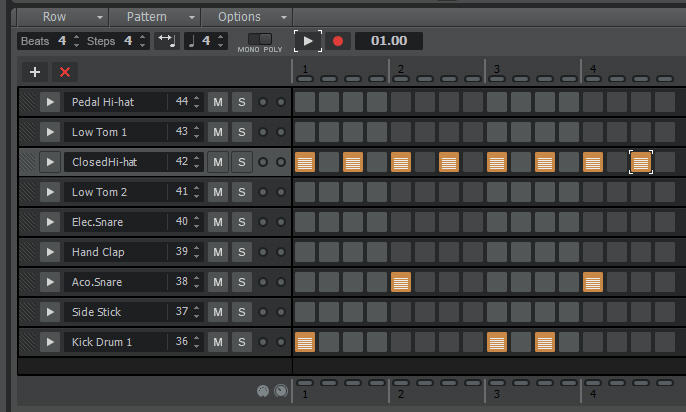 Row Pattern Options
Beats 4 Steps 4 4 MONO POLY 01.00
1 2 3 4
Pedal Hi-hat 44 M S
Low Tom 1 43 M S
ClosedHi-hat 42 M S
Low Tom 2 41 M S
Elec.Snare 40 M S
Hand Clap 39 M S
Aco.Snare 38 M S
Side Stick 37 M S
Kick Drum 1 36 M S
1 2 3 4